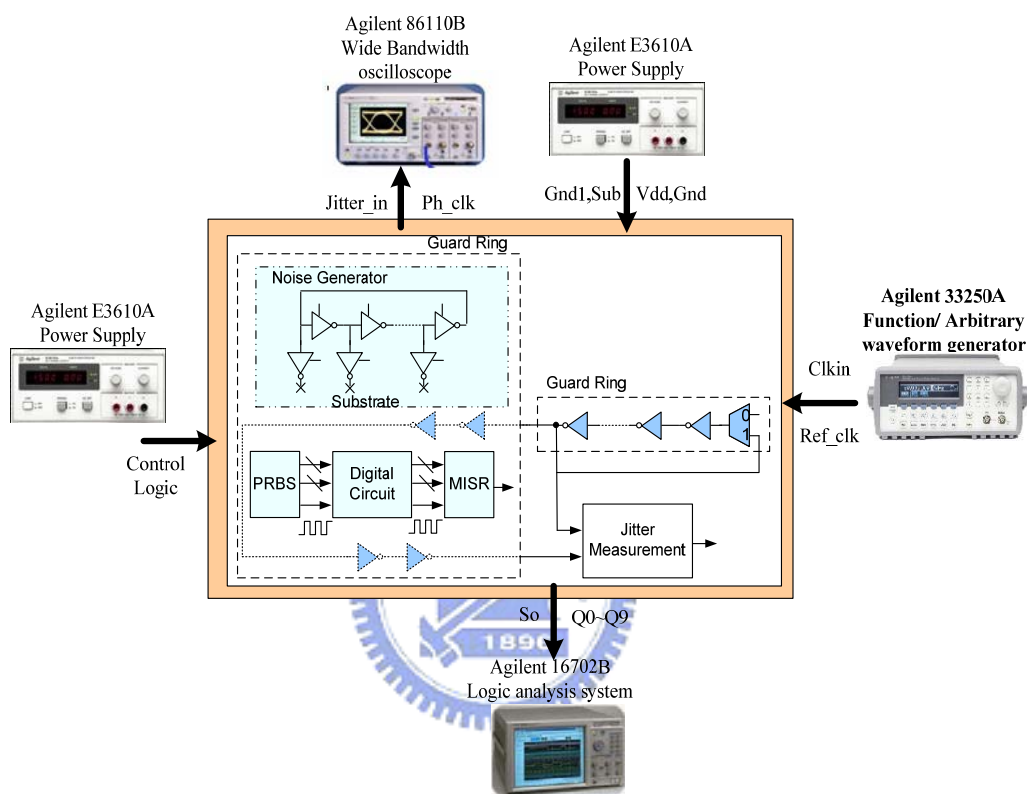 Agilent 86110B
Wide Bandwidth
oscilloscope
Agilent E3610A
Power Supply
Jitter_in
Ph_clk
Gnd1,Sub
Vdd,Gnd
Guard Ring
Noise Generator
Substrate
Agilent E3610A
Power Supply
Control
Logic
Guard Ring
0
1
Agilent 33250A
Function/ Arbitrary
waveform generator
Clkin
Ref_clk
PRBS
Digital
Circuit
MISR
Jitter
Measurement
So
Q0~Q9
1896
Agilent 16702B
Logic analysis system